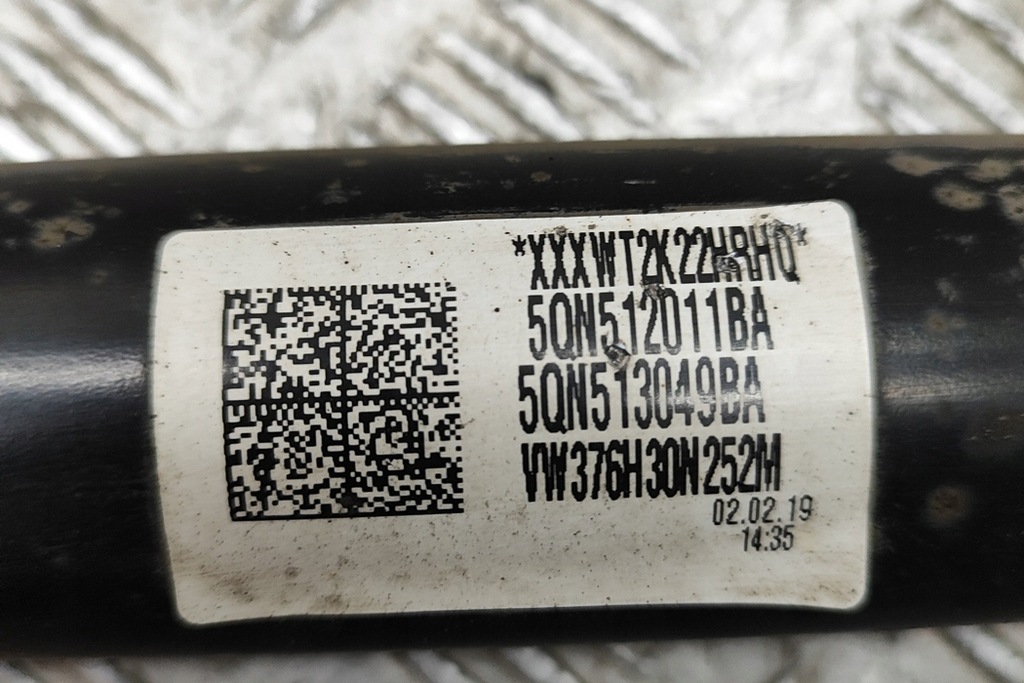 *XXXWT2K22HRHQ*
5QN512011BA
5QN513049BA
VW376H30N252M
02.02.19
14:35